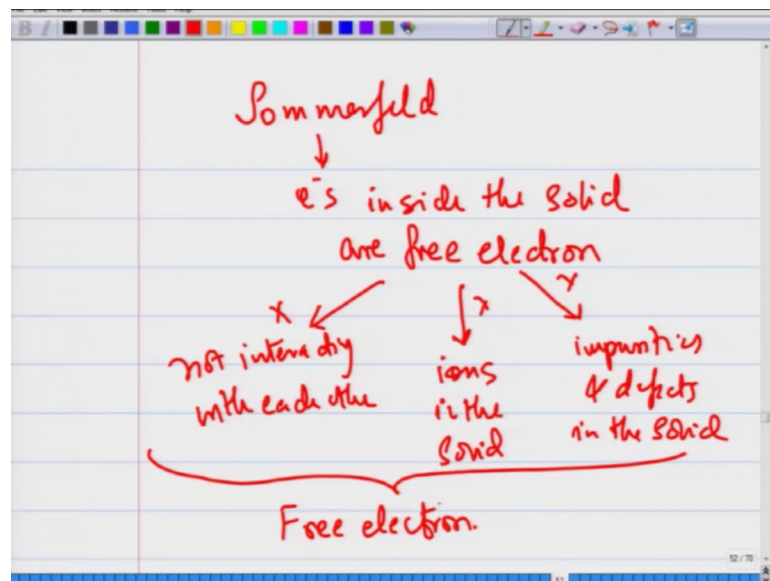 Sommerfeld
e⁻s inside the solid
are free electron
x x x
not interacting
with each other
ions
in the
solid
impurities
& defects
in the solid
Free electron.
52/70